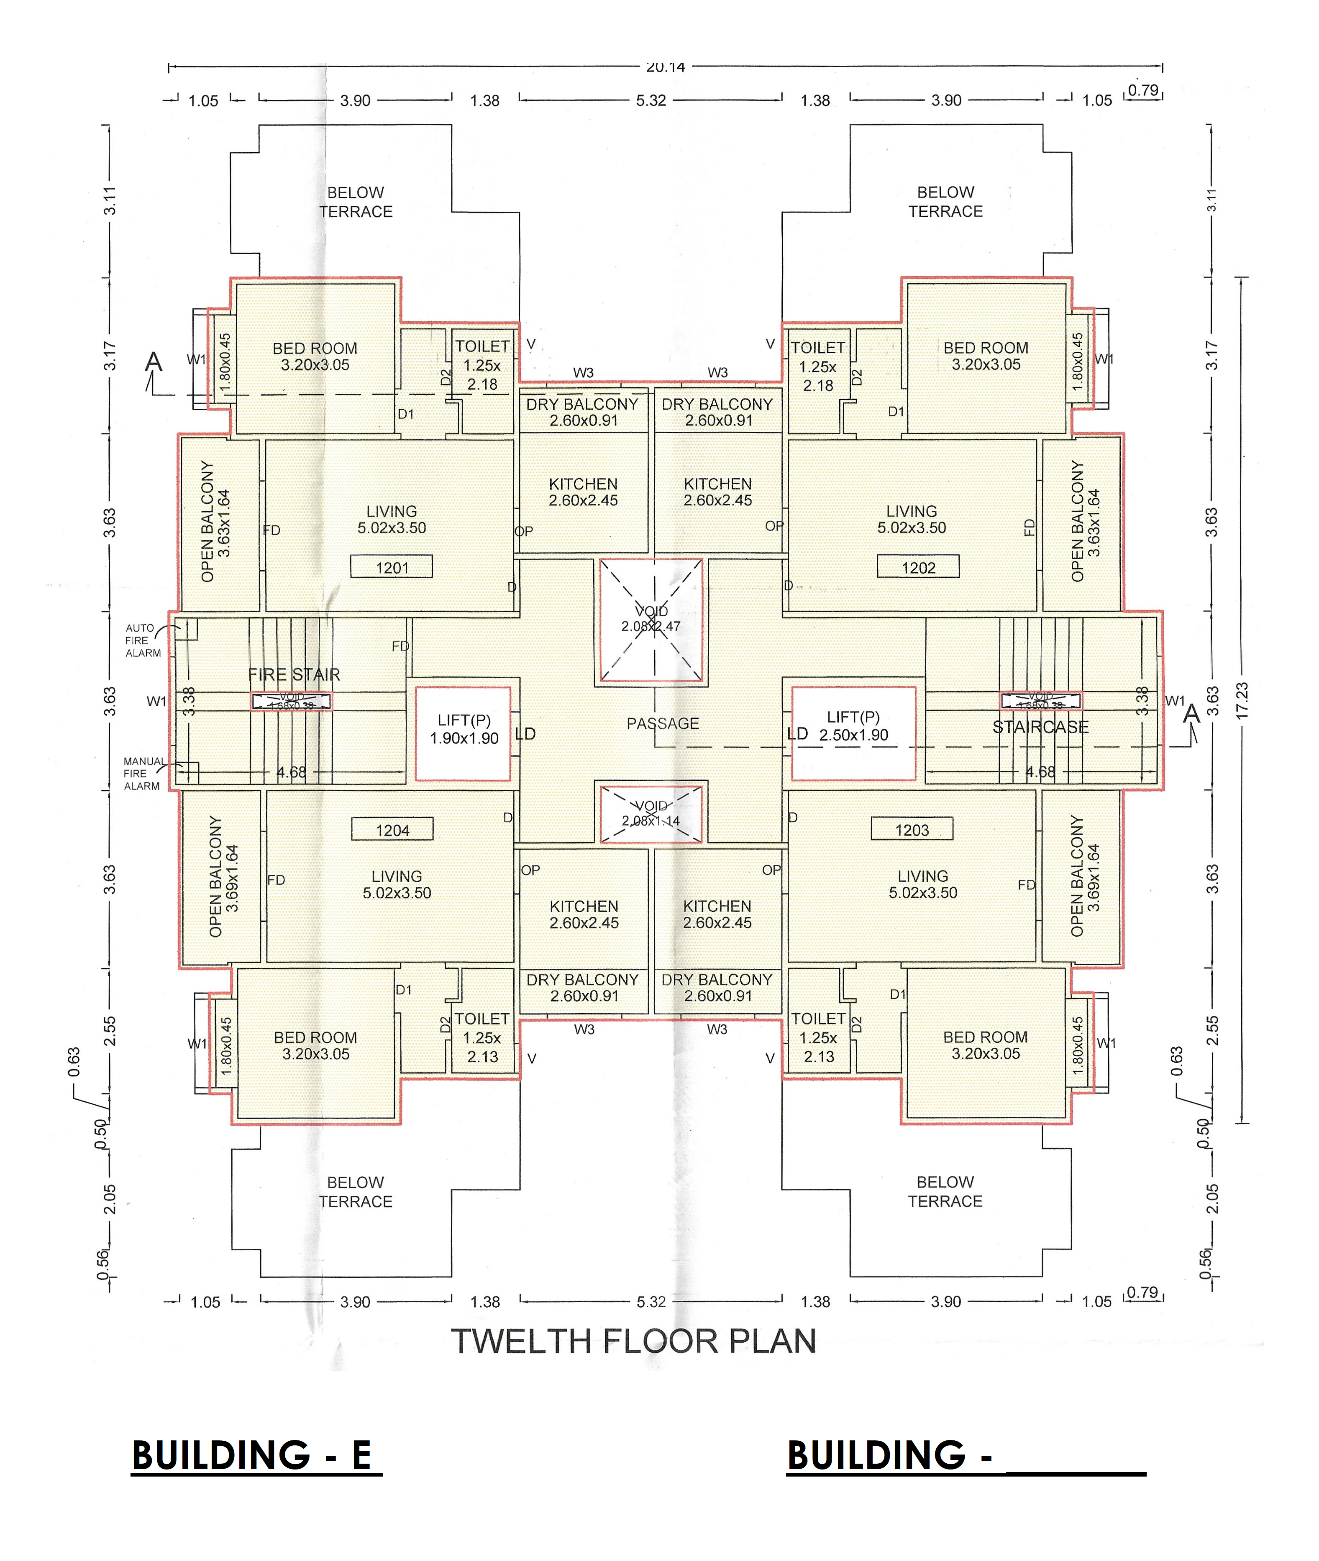 20.14
1.05 3.90 1.38 5.32 1.38 3.90 1.05 0.79
BELOW
TERRACE
BELOW
TERRACE
3.11
3.11
BED ROOM
3.20x3.05
1.80x0.45
W1
TOILET
1.25x
2.18
V
D2
D1
W3
W3
V
TOILET
1.25x
2.18
D2
D1
BED ROOM
3.20x3.05
1.80x0.45
W1
3.17
3.17
A
DRY BALCONY
2.60x0.91
DRY BALCONY
2.60x0.91
KITCHEN
2.60x2.45
KITCHEN
2.60x2.45
OPEN BALCONY
3.63x1.64
FD
LIVING
5.02x3.50
1201
OP
D
OP
D
LIVING
5.02x3.50
1202
FD
OPEN BALCONY
3.63x1.64
3.63
3.63
VOID
2.08x2.47
AUTO
FIRE
ALARM
FD
FIRE STAIR
VOID
1.68x0.38
3.38
W1
3.63
LIFT(P)
1.90x1.90
LD
PASSAGE
LIFT(P)
2.50x1.90
LD
VOID
1.68x0.38
STAIRCASE
3.38
W1
A
3.63
17.23
MANUAL
FIRE
ALARM
4.68
4.68
VOID
2.08x1.14
1204
D
D
1203
LIVING
5.02x3.50
LIVING
5.02x3.50
OPEN BALCONY
3.69x1.64
FD
OP
OP
FD
OPEN BALCONY
3.69x1.64
3.63
3.63
KITCHEN
2.60x2.45
KITCHEN
2.60x2.45
DRY BALCONY
2.60x0.91
DRY BALCONY
2.60x0.91
W3
W3
D1
D2
TOILET
1.25x
2.13
V
V
TOILET
1.25x
2.13
D2
D1
BED ROOM
3.20x3.05
1.80x0.45
W1
BED ROOM
3.20x3.05
1.80x0.45
W1
2.55
2.55
0.63
0.63
0.50
0.50
BELOW
TERRACE
BELOW
TERRACE
2.05
2.05
0.56
0.56
1.05 3.90 1.38 5.32 1.38 3.90 1.05 0.79
TWELTH FLOOR PLAN
BUILDING - E
BUILDING - ______